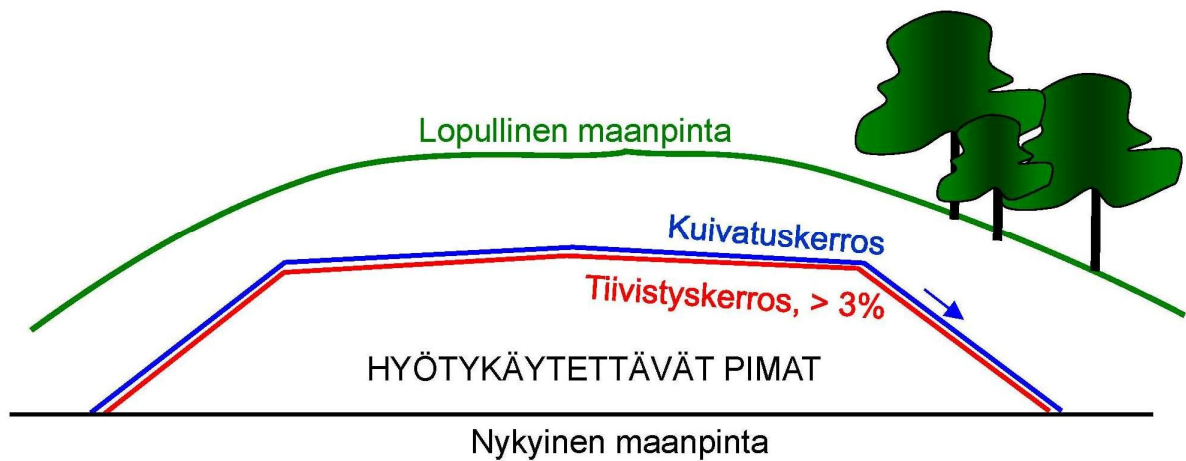 Lopullinen maanpinta
Kuivatuskerros
Tiivistyskerros, > 3%
HYÖTYKÄYTETTÄVÄT PIMAT
Nykyinen maanpinta